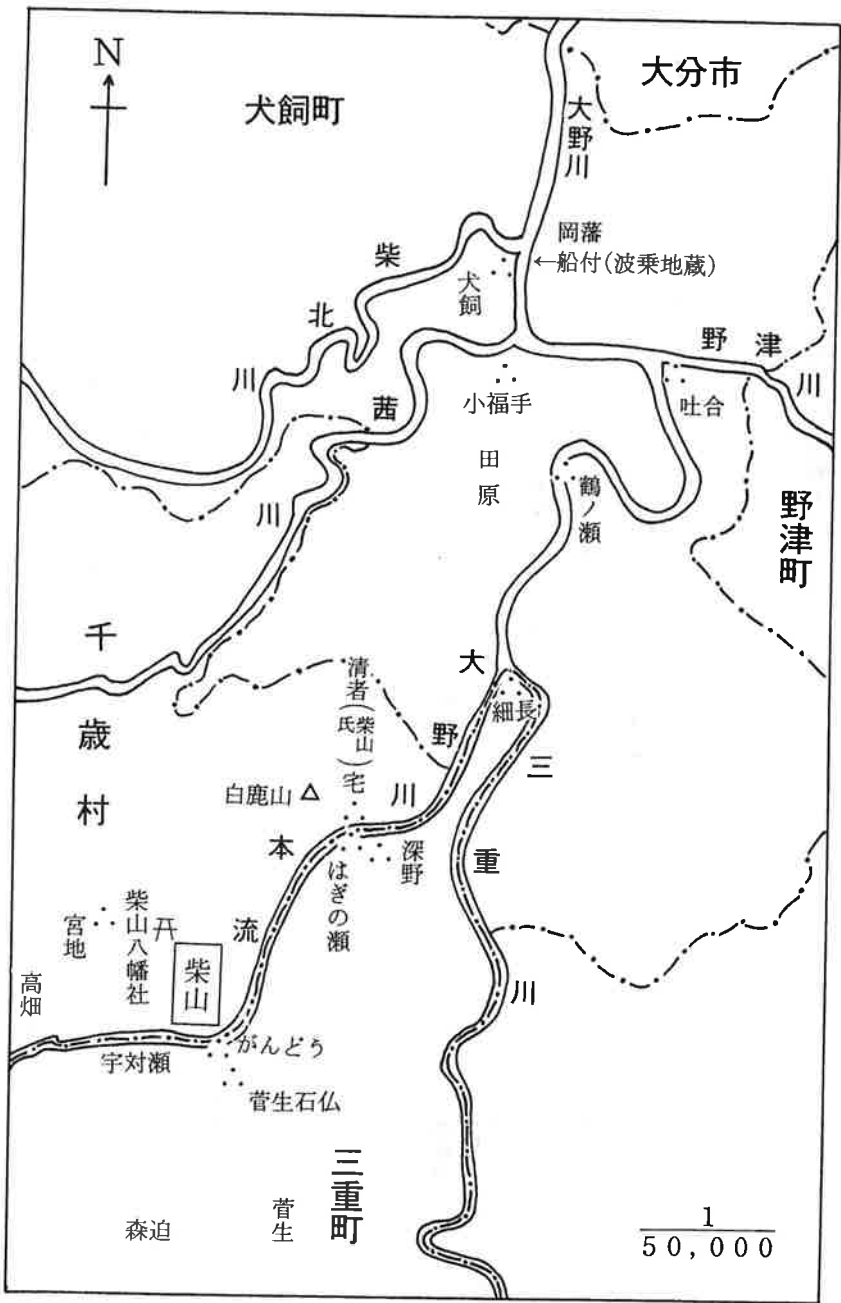 N
犬飼町
大分市
大野川
岡藩
←船付(波乗地蔵)
柴北川
犬飼
野津川
茜川
小福手
吐合
田原
鶴ノ瀬
野津町
千歳村
清者(柴山氏)宅
大野川本流
細長
三重川
白鹿山
深野
はぎの瀬
柴山八幡社
宮地
柴山
高畑
宇対瀬
がんどう
菅生石仏
三重町
菅生
森迫
1
50,000